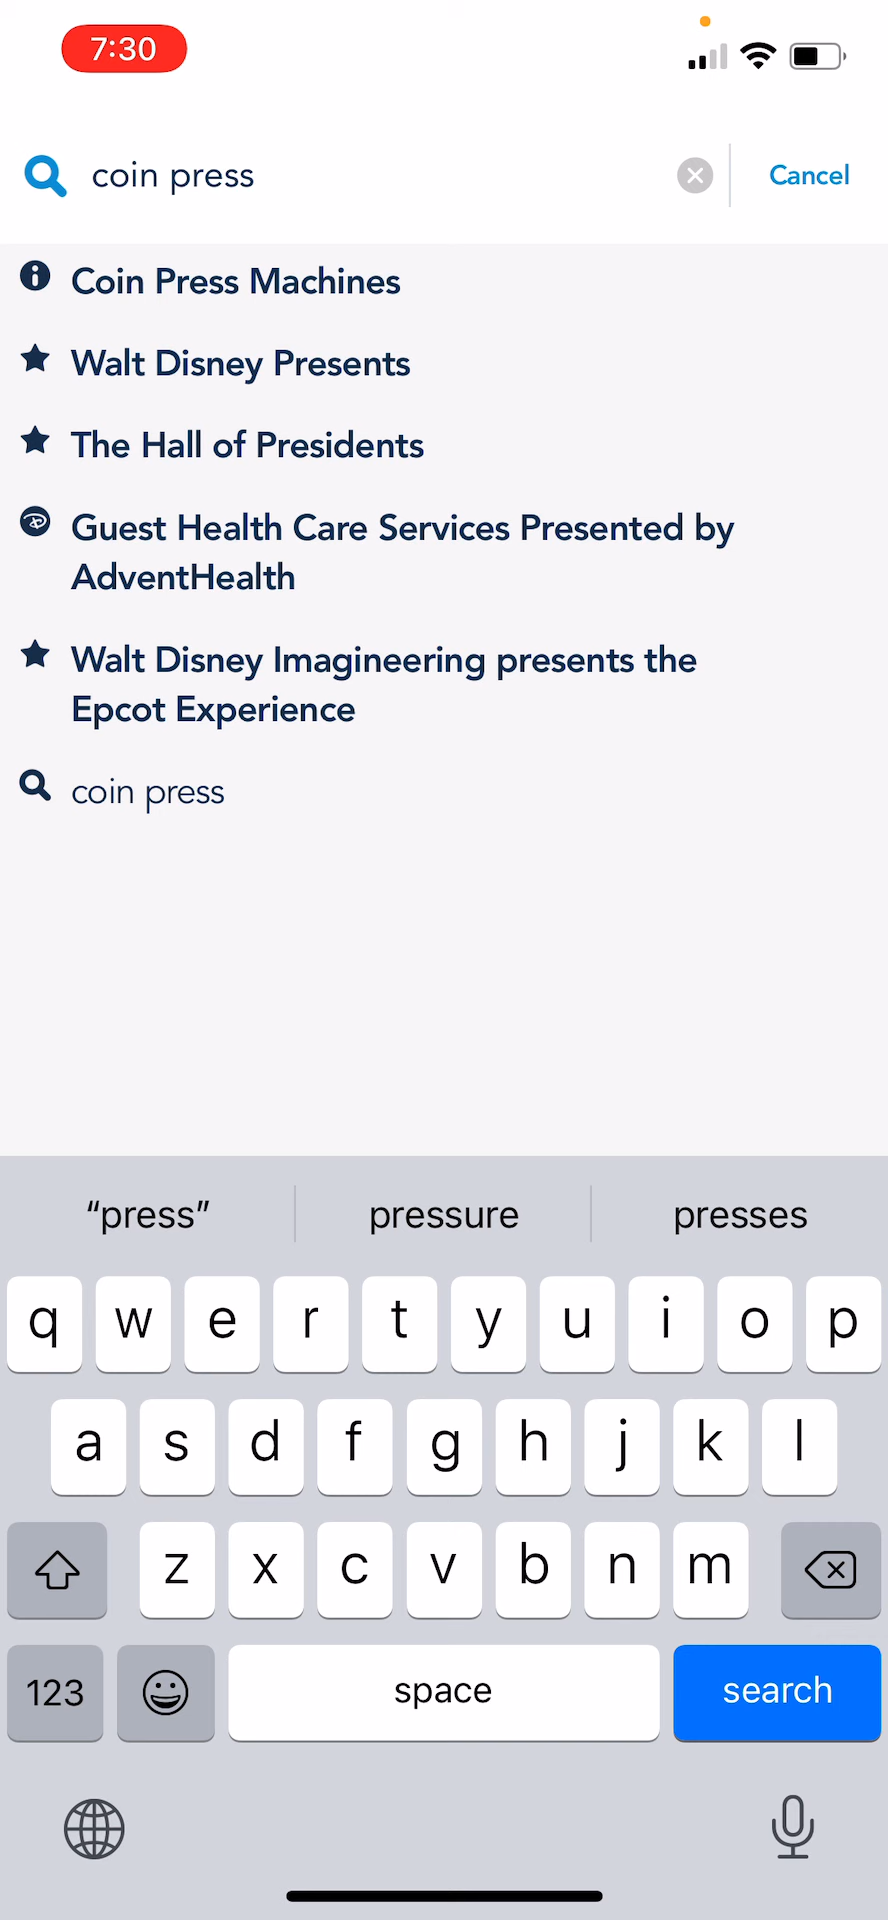 7:30
coin press
Cancel
Coin Press Machines
Walt Disney Presents
The Hall of Presidents
Guest Health Care Services Presented by
AdventHealth
Walt Disney Imagineering presents the
Epcot Experience
coin press
“press”
pressure
presses
q w e r t y u i o p
a s d f g h j k l
z x c v b n m
123
space
search